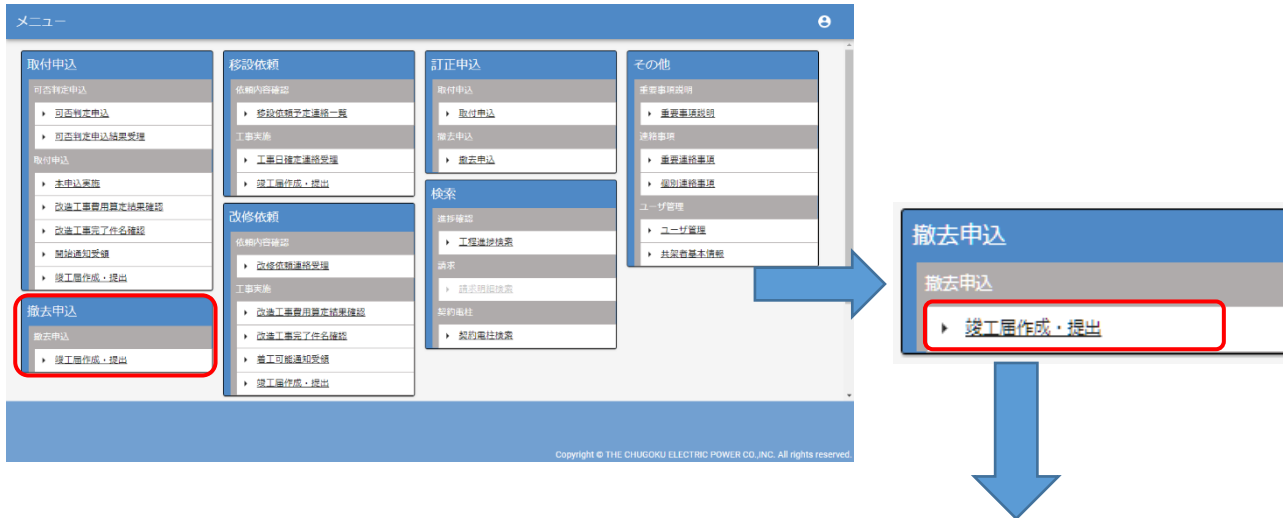 メニュー
取付申込
可否判定申込
可否判定申込
可否判定申込結果受理
取付申込
本申込実施
改造工事費用算定結果確認
改造工事完了件名確認
開始通知受領
竣工届作成・提出
撤去申込
撤去申込
竣工届作成・提出
移設依頼
依頼内容確認
移設依頼予定連絡一覧
工事実施
工事日確定連絡受理
竣工届作成・提出
改修依頼
依頼内容確認
改修依頼連絡受理
工事実施
改造工事費用算定結果確認
改造工事完了件名確認
着工可能通知受領
竣工届作成・提出
訂正申込
取付申込
取付申込
撤去申込
撤去申込
検索
進捗確認
工程進捗検索
請求
請求明細検索
契約電柱
契約電柱検索
その他
重要事項説明
重要事項説明
連絡事項
重要連絡事項
個別連絡事項
ユーザ管理
ユーザ管理
共架者基本情報
Copyright © THE CHUGOKU ELECTRIC POWER CO.,INC. All rights reserved.
撤去申込
撤去申込
竣工届作成・提出